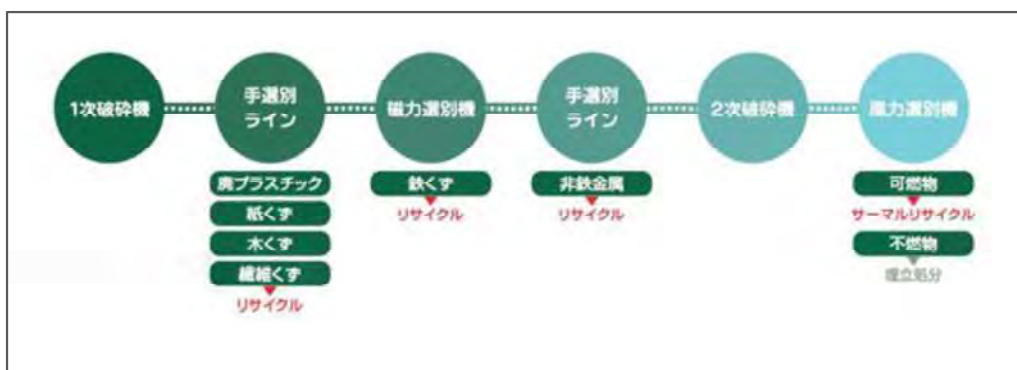 1次破砕機
手選別
ライン
磁力選別機
手選別
ライン
2次破砕機
風力選別機
廃プラスチック
紙くず
木くず
繊維くず
リサイクル
鉄くず
リサイクル
非鉄金属
リサイクル
可燃物
サーマルリサイクル
不燃物
埋立処分